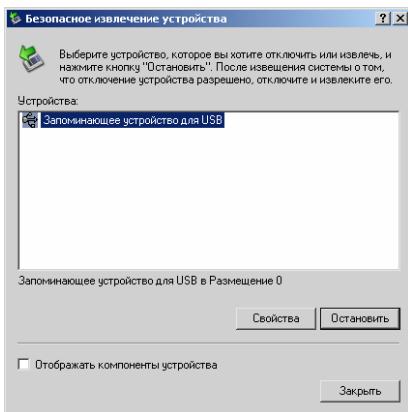 Безопасное извлечение устройства
Выберите устройство, которое вы хотите отключить или извлечь, и
нажмите кнопку "Остановить". После извещения системы о том,
что отключение устройства разрешено, отключите и извлеките его.
Устройства:
Запоминающее устройство для USB
Запоминающее устройство для USB в Размещение 0
Свойства Остановить
Отображать компоненты устройства
Закрыть